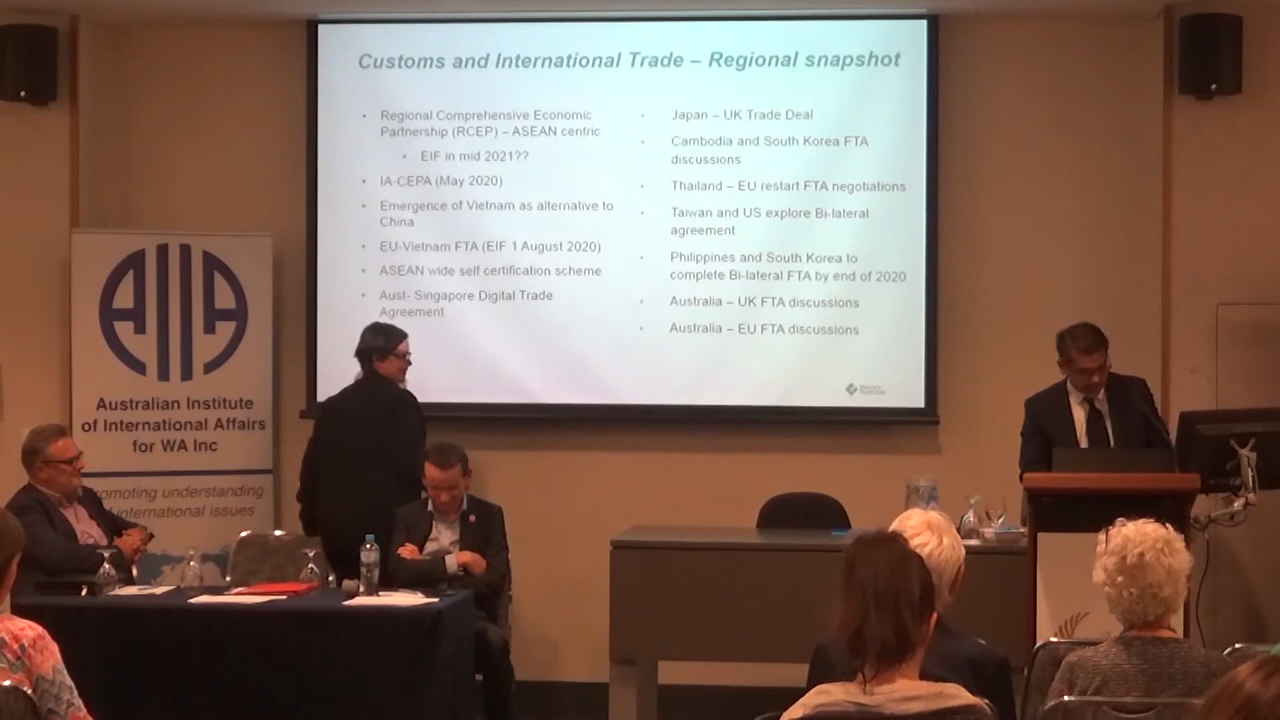 Customs and International Trade – Regional snapshot
• Regional Comprehensive Economic
Partnership (RCEP) – ASEAN centric
• EIF in mid 2021??
• IA-CEPA (May 2020)
• Emergence of Vietnam as alternative to
China
• EU-Vietnam FTA (EIF 1 August 2020)
• ASEAN wide self certification scheme
• Aust- Singapore Digital Trade
Agreement
• Japan – UK Trade Deal
• Cambodia and South Korea FTA
discussions
• Thailand – EU restart FTA negotiations
• Taiwan and US explore Bi-lateral
agreement
• Philippines and South Korea to
complete Bi-lateral FTA by end of 2020
• Australia – UK FTA discussions
• Australia – EU FTA discussions
AIIA
Australian Institute
of International Affairs
for WA Inc
omoting understanding
international issues